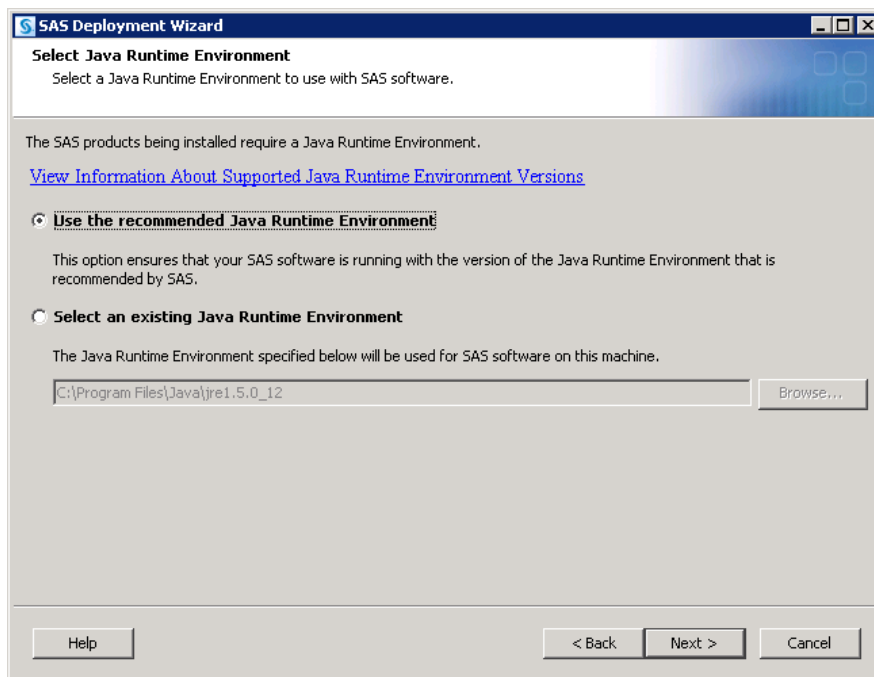 SAS Deployment Wizard
Select Java Runtime Environment
Select a Java Runtime Environment to use with SAS software.
The SAS products being installed require a Java Runtime Environment.
View Information About Supported Java Runtime Environment Versions
Use the recommended Java Runtime Environment
This option ensures that your SAS software is running with the version of the Java Runtime Environment that is
recommended by SAS.
Select an existing Java Runtime Environment
The Java Runtime Environment specified below will be used for SAS software on this machine.
C:\Program Files\Java\jre1.5.0_12
Browse...
Help
< Back
Next >
Cancel